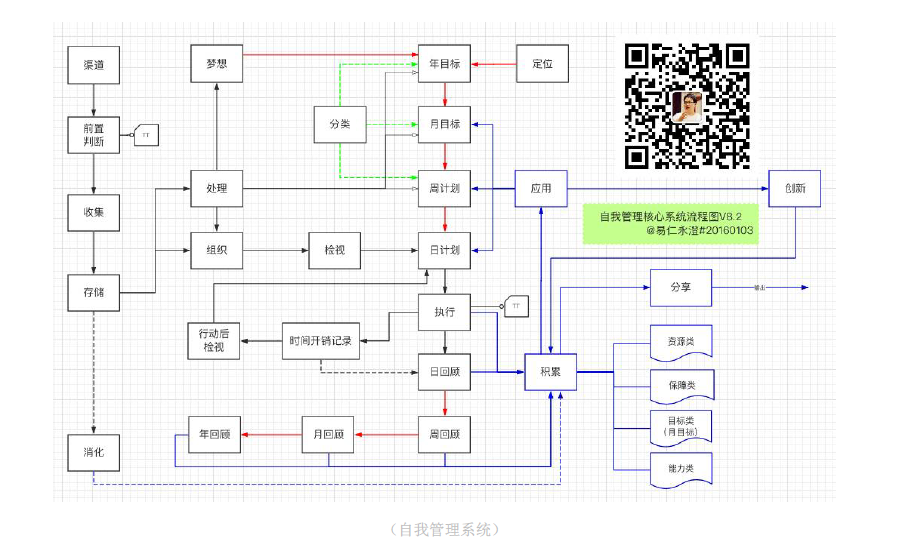 渠道
梦想
年目标
定位
前置
判断
TT
分类
月目标
处理
周计划
应用
创新
收集
自我管理核心系统流程图V8.2
@易仁永澄#20160103
组织
检视
日计划
存储
分享
输出
执行
TT
行动后
检视
时间开销记录
资源类
日回顾
积累
保障类
目标类
(月目标)
年回顾
月回顾
周回顾
消化
能力类
（自我管理系统）